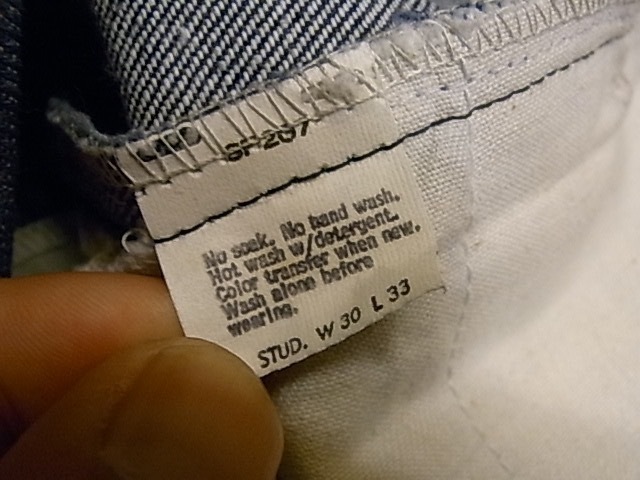 SP207
No soak. No hand wash.
Hot wash w/detergent.
Color transfer when new.
Wash alone before
wearing.
STUD. W 30 L 33